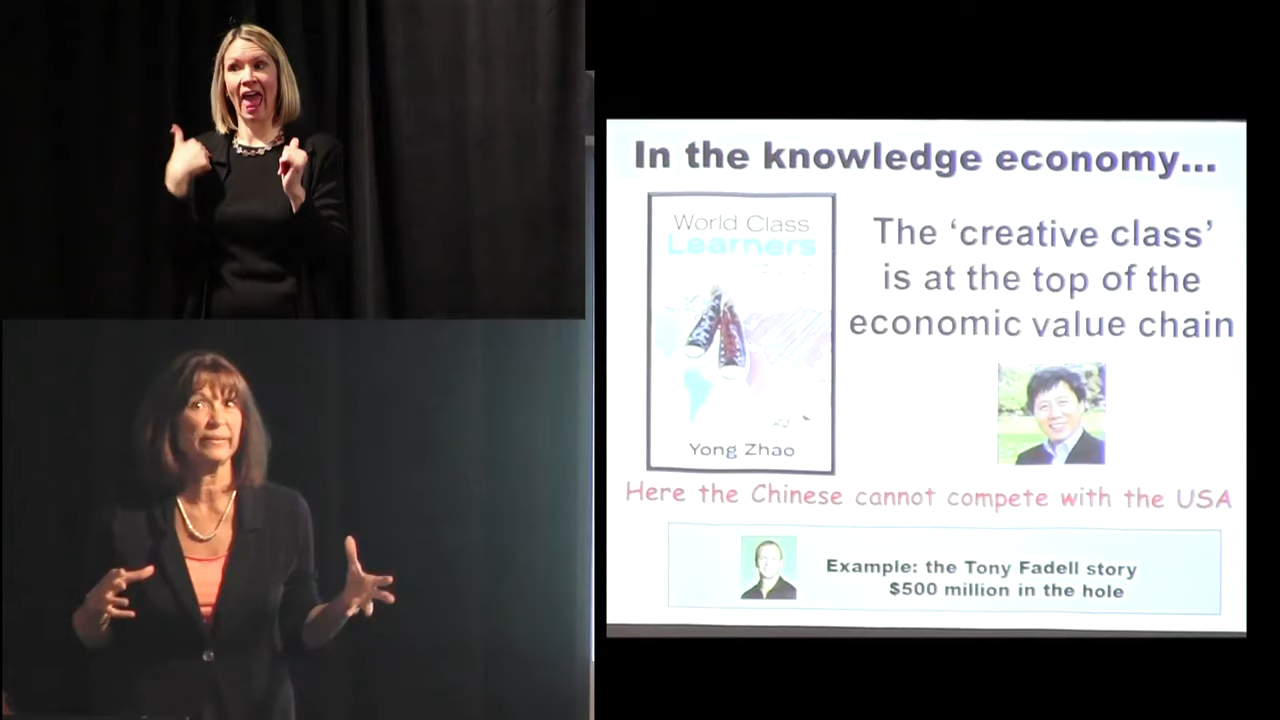 In the knowledge economy...
World Class
Learners
Yong Zhao
The ‘creative class’
is at the top of the
economic value chain
Here the Chinese cannot compete with the USA
Example: the Tony Fadell story
$500 million in the hole